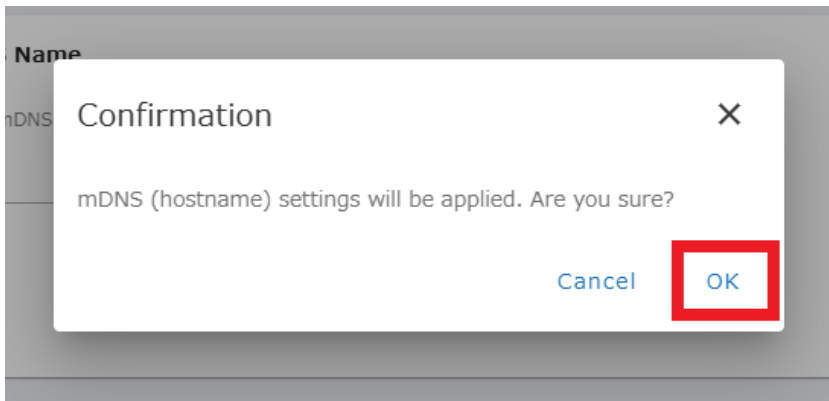 Name
mDNS
Confirmation
mDNS (hostname) settings will be applied. Are you sure?
Cancel OK